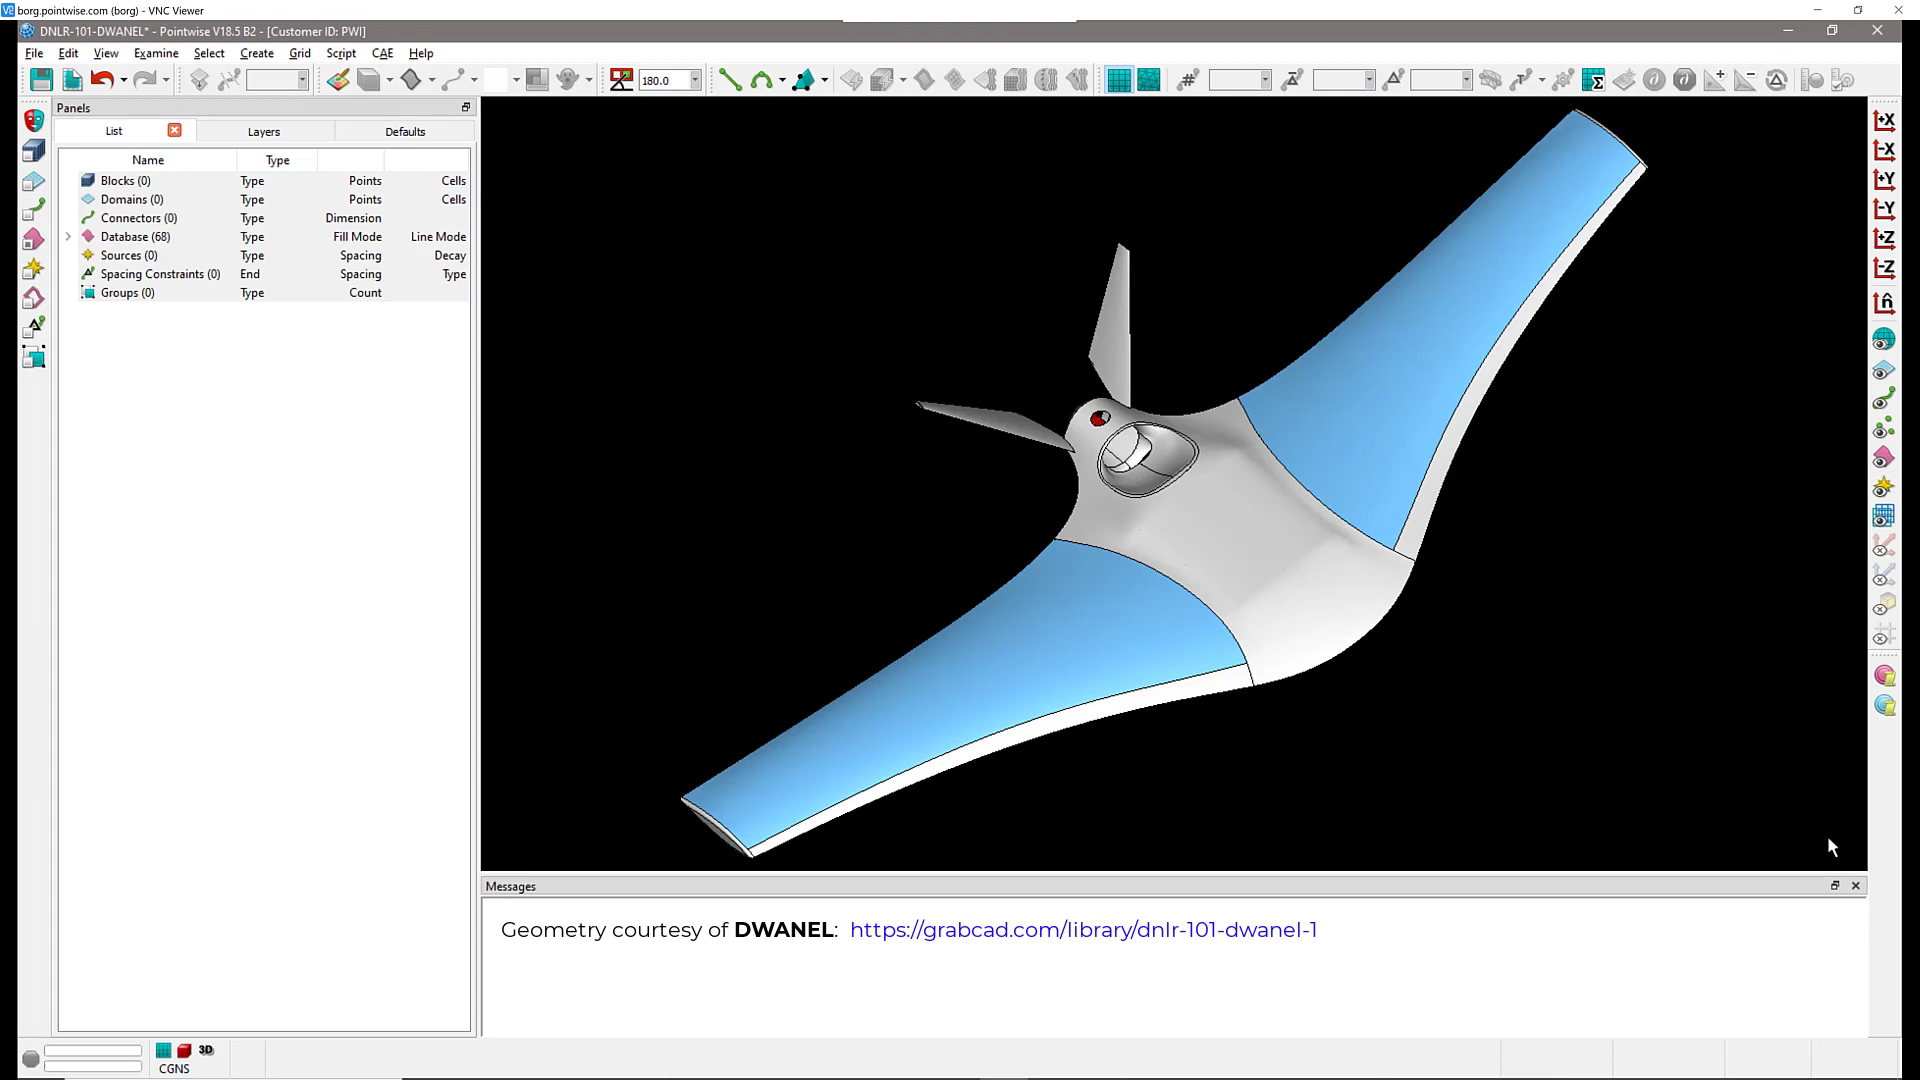 borg.pointwise.com (borg) - VNC Viewer
DNLR-101-DWANEL* - Pointwise V18.5 B2 - [Customer ID: PWI]
File Edit View Examine Select Create Grid Script CAE Help
180.0
Panels
List Layers Defaults
Name Type
Blocks (0) Type Points Cells
Domains (0) Type Points Cells
Connectors (0) Type Dimension
Database (68) Type Fill Mode Line Mode
Sources (0) Type Spacing Decay
Spacing Constraints (0) End Spacing Type
Groups (0) Type Count
+X
-X
+Y
-Y
+Z
-Z
n̂
Messages
Geometry courtesy of DWANEL: https://grabcad.com/library/dnlr-101-dwanel-1
3D
CGNS